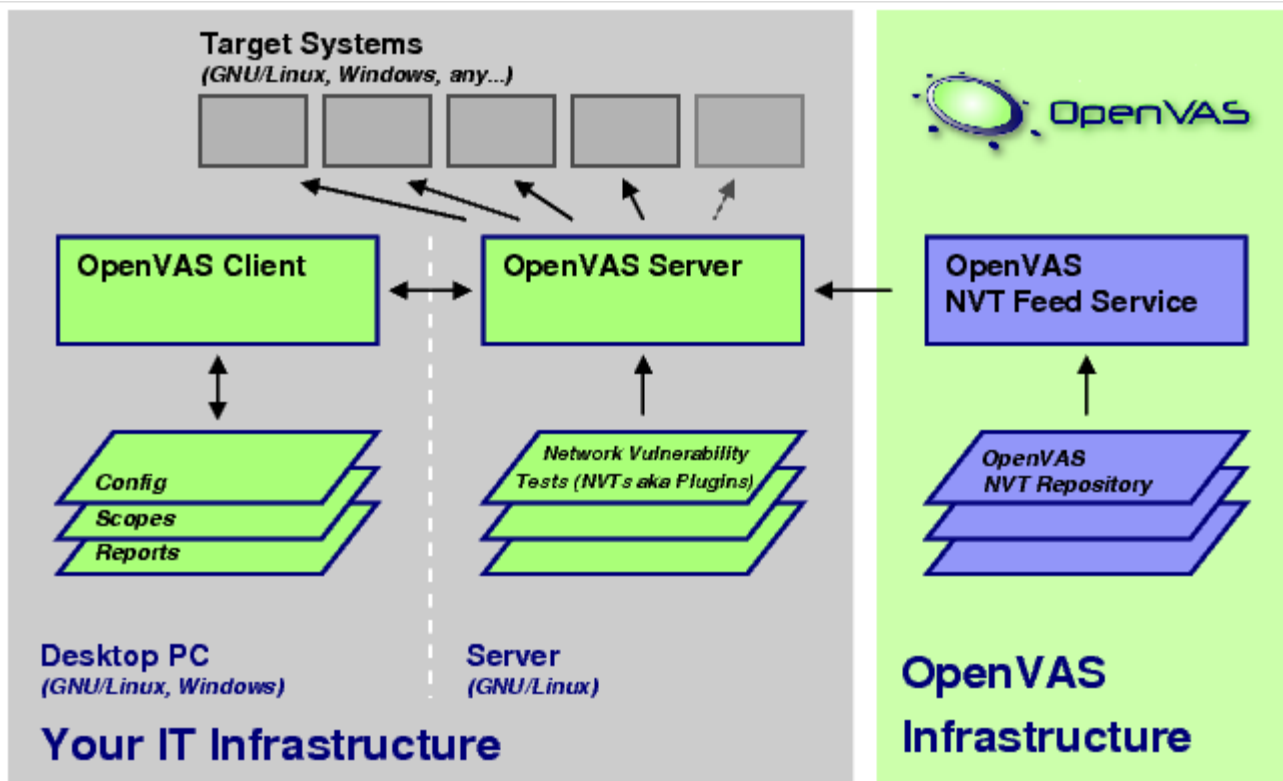 Target Systems
(GNU/Linux, Windows, any...)
OpenVAS
OpenVAS Client
OpenVAS Server
OpenVAS
NVT Feed Service
Config
Scopes
Reports
Network Vulnerability
Tests (NVTs aka Plugins)
OpenVAS
NVT Repository
Desktop PC
(GNU/Linux, Windows)
Server
(GNU/Linux)
Your IT Infrastructure
OpenVAS
Infrastructure